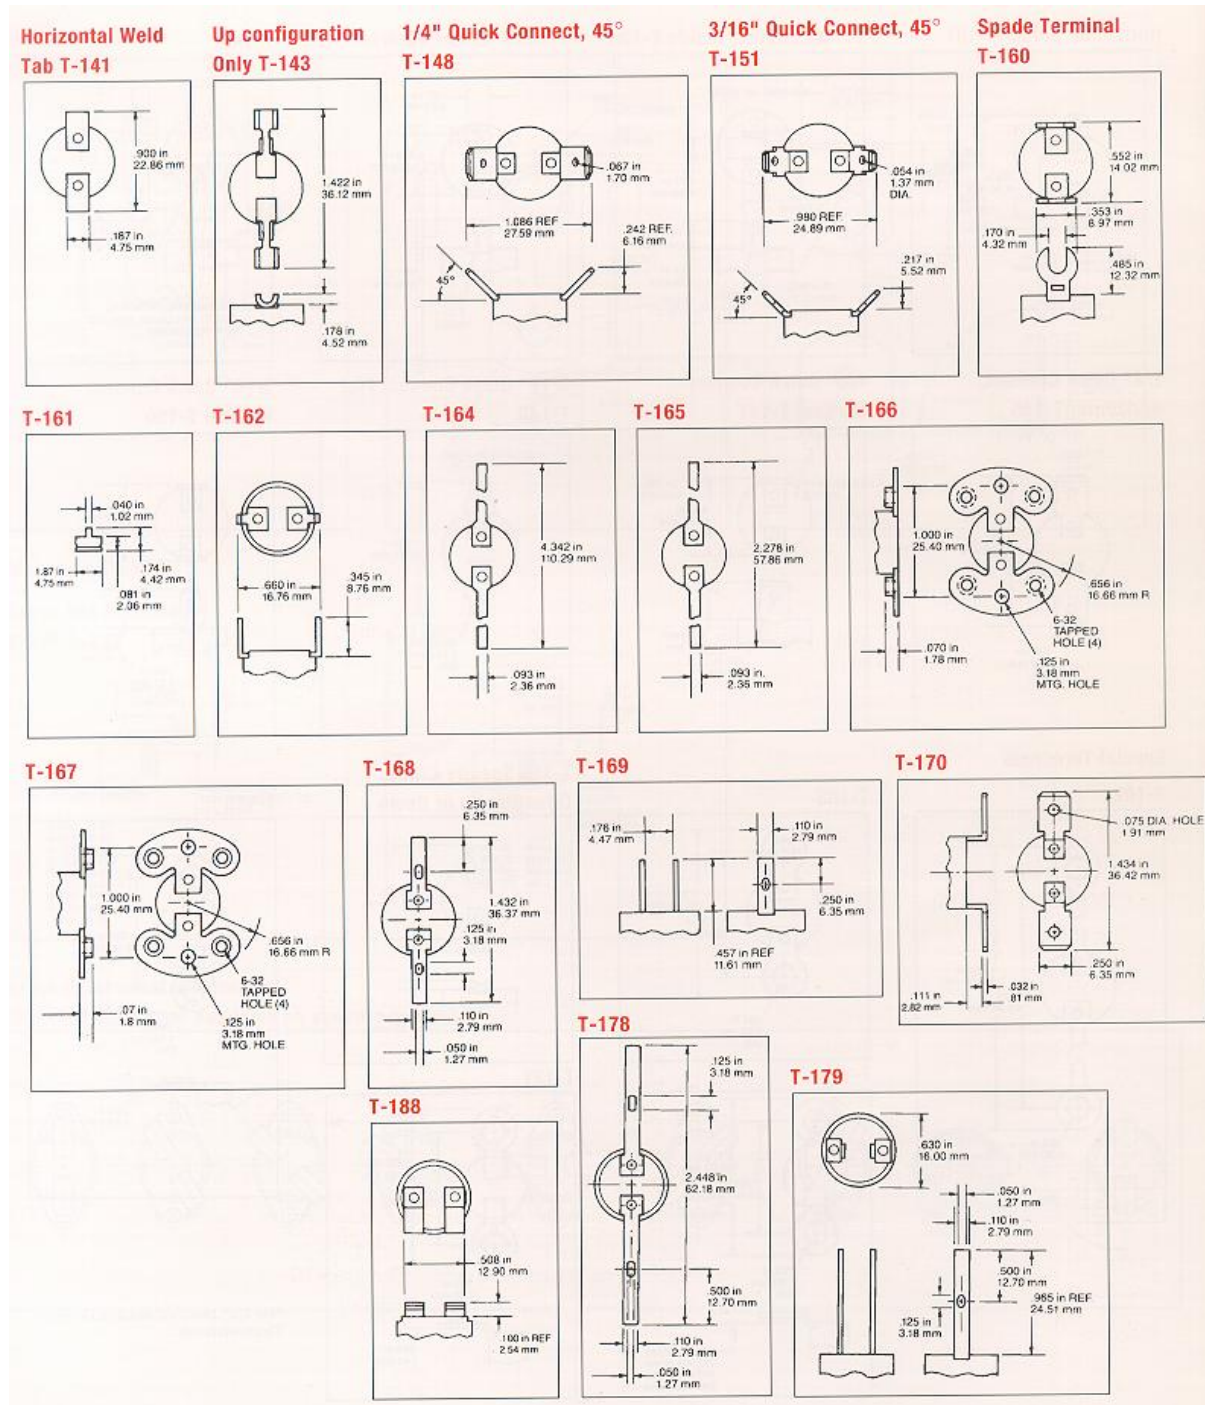 Horizontal Weld
Tab T-141
.900 in
22.86 mm
.187 in
4.75 mm
Up configuration
Only T-143
1.422 in
36.12 mm
.178 in
4.52 mm
1/4" Quick Connect, 45°
T-148
.067 in
1.70 mm
1.086 REF
27.59 mm
.242 REF.
6.16 mm
45°
3/16" Quick Connect, 45°
T-151
.054 in
1.37 mm
DIA.
.980 REF.
24.89 mm
.217 in
5.52 mm
45°
Spade Terminal
T-160
.552 in
14 02 mm
.353 in
8.97 mm
.170 in
4.32 mm
.485 in
12.32 mm
T-161
.040 in
1.02 mm
1.87 in
4.75 mm
.174 in
4.42 mm
.081 in
2.06 mm
T-162
.660 in
16.76 mm
.345 in
8.76 mm
T-164
4.342 in
110.29 mm
.093 in
2.36 mm
T-165
2.278 in
57.86 mm
.093 in.
2.36 mm
T-166
1.000 in
25.40 mm
.656 in
16.66 mm R
6-32
TAPPED
HOLE (4)
.070 in
1.78 mm
.125 in
3.18 mm
MTG. HOLE
T-167
1.000 in
25.40 mm
.656 in
16.66 mm R
6-32
TAPPED
HOLE (4)
.07 in
1.8 mm
.125 in
3.18 mm
MTG. HOLE
T-168
.250 in
6.35 mm
1.432 in
36.37 mm
.125 in
3.18 mm
.110 in
2.79 mm
.050 in
1.27 mm
T-169
.176 in
4.47 mm
.110 in
2.79 mm
.250 in
6.35 mm
.457 in REF
11.61 mm
T-170
.075 DIA. HOLE
1 91 mm
1.434 in
36.42 mm
.250 in
6.35 mm
.032 in
.81 mm
.111 in
2.82 mm
T-188
.508 in
12 90 mm
.100 in REF
2 54 mm
T-178
.125 in
3.18 mm
2.448 in
62.18 mm
.500 in
12.70 mm
.110 in
2.79 mm
.050 in
1.27 mm
T-179
.630 in
16.00 mm
.050 in
1.27 mm
.110 in
2.79 mm
.500 in
12.70 mm
.965 in REF
24.51 mm
.125 in
3.18 mm